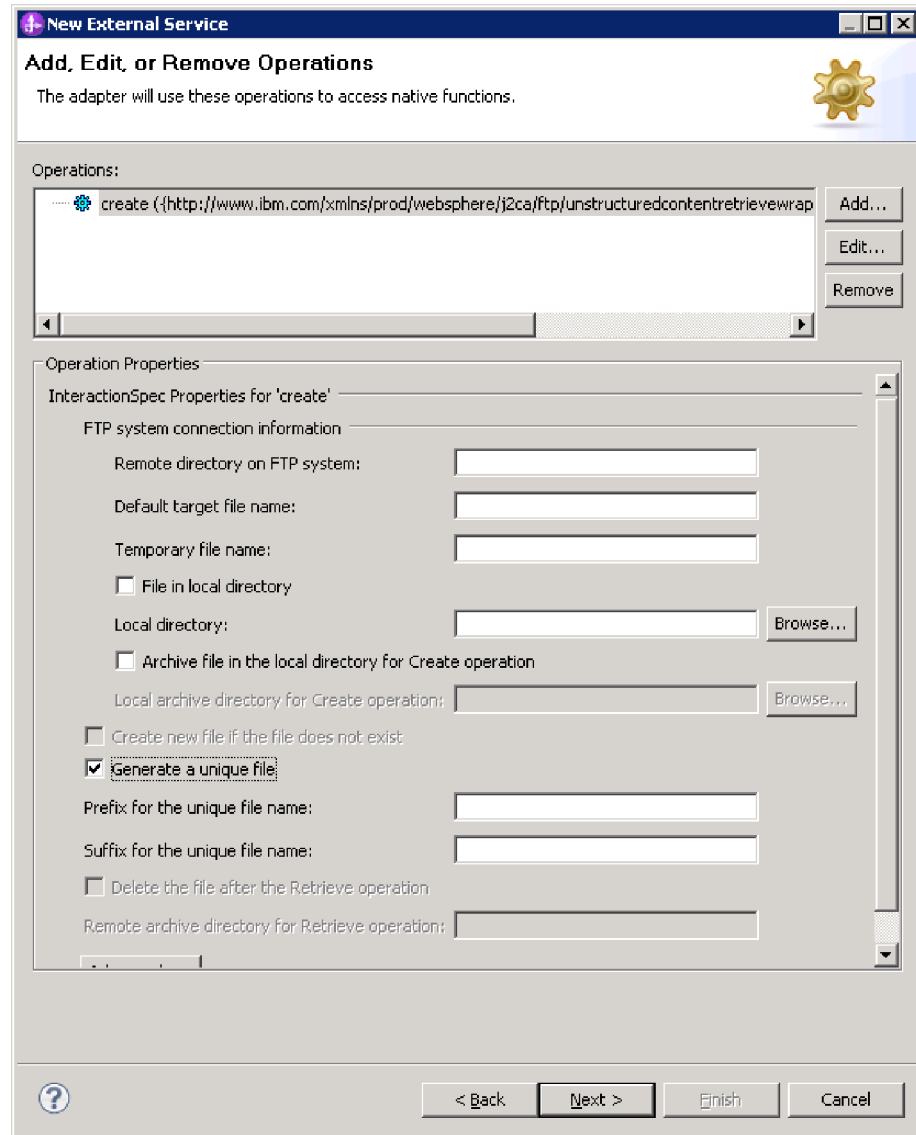 New External Service
Add, Edit, or Remove Operations
The adapter will use these operations to access native functions.
Operations:
create ({http://www.ibm.com/xmlns/prod/websphere/j2ca/ftp/unstructuredcontentretrievewrap
Add...
Edit...
Remove
Operation Properties
InteractionSpec Properties for 'create'
FTP system connection information
Remote directory on FTP system:
Default target file name:
Temporary file name:
File in local directory
Local directory:
Browse...
Archive file in the local directory for Create operation
Local archive directory for Create operation:
Browse...
Create new file if the file does not exist
Generate a unique file
Prefix for the unique file name:
Suffix for the unique file name:
Delete the file after the Retrieve operation
Remote archive directory for Retrieve operation:
?
< Back
Next >
Finish
Cancel